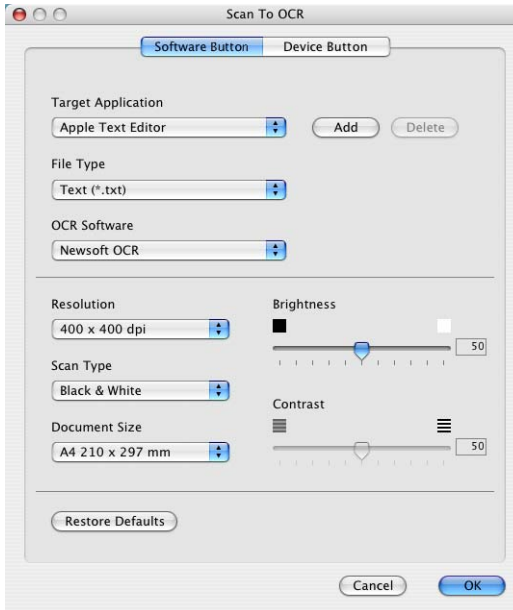 Scan To OCR
Software Button Device Button
Target Application
Apple Text Editor Add Delete
File Type
Text (*.txt)
OCR Software
Newsoft OCR
Resolution Brightness
400 x 400 dpi
50
Scan Type
Black & White
Contrast
Document Size
A4 210 x 297 mm 50
Restore Defaults
Cancel OK